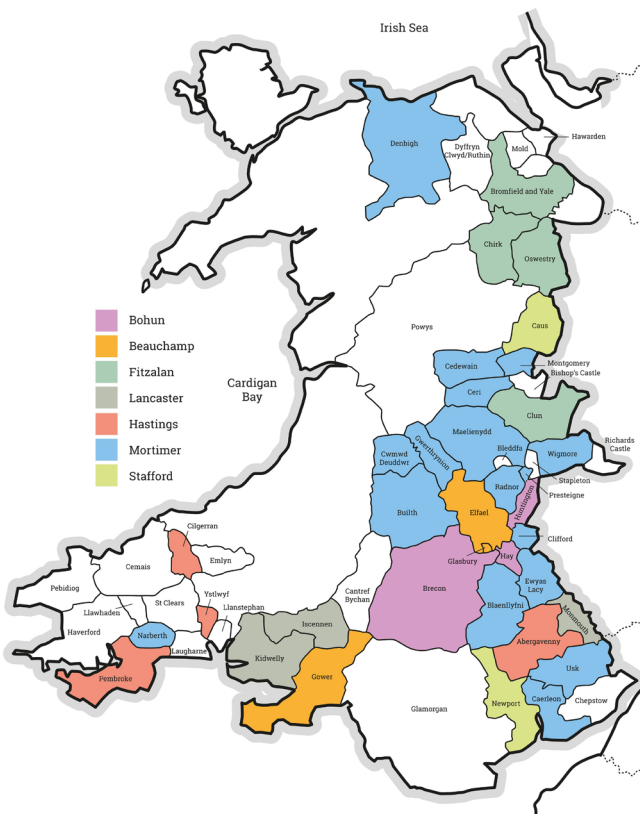 Irish Sea
Hawarden
Denbigh
Dyffryn
Clwyd/Ruthin
Mold
Bromfield and Yale
Chirk
Oswestry
Bohun
Beauchamp
Fitzalan
Lancaster
Hastings
Mortimer
Stafford
Powys
Caus
Cardigan
Bay
Cedewain
Montgomery
Bishop's Castle
Ceri
Clun
Maelienydd
Gwerthrynion
Cwmwd
Deuddwr
Bleddfa
Wigmore
Richards
Castle
Stapleton
Presteigne
Radnor
Huntington
Builth
Elfael
Clifford
Glasbury
Hay
Cilgerran
Cemais
Emlyn
Pebidiog
Cantref
Bychan
Brecon
Ewyas
Lacy
Blaenllyfni
Monmouth
Ystlwyf
Llanstephan
St Clears
Llawhaden
Haverford
Narberth
Laugharne
Iscennen
Kidwelly
Abergavenny
Pembroke
Gower
Usk
Glamorgan
Newport
Caerleon
Chepstow